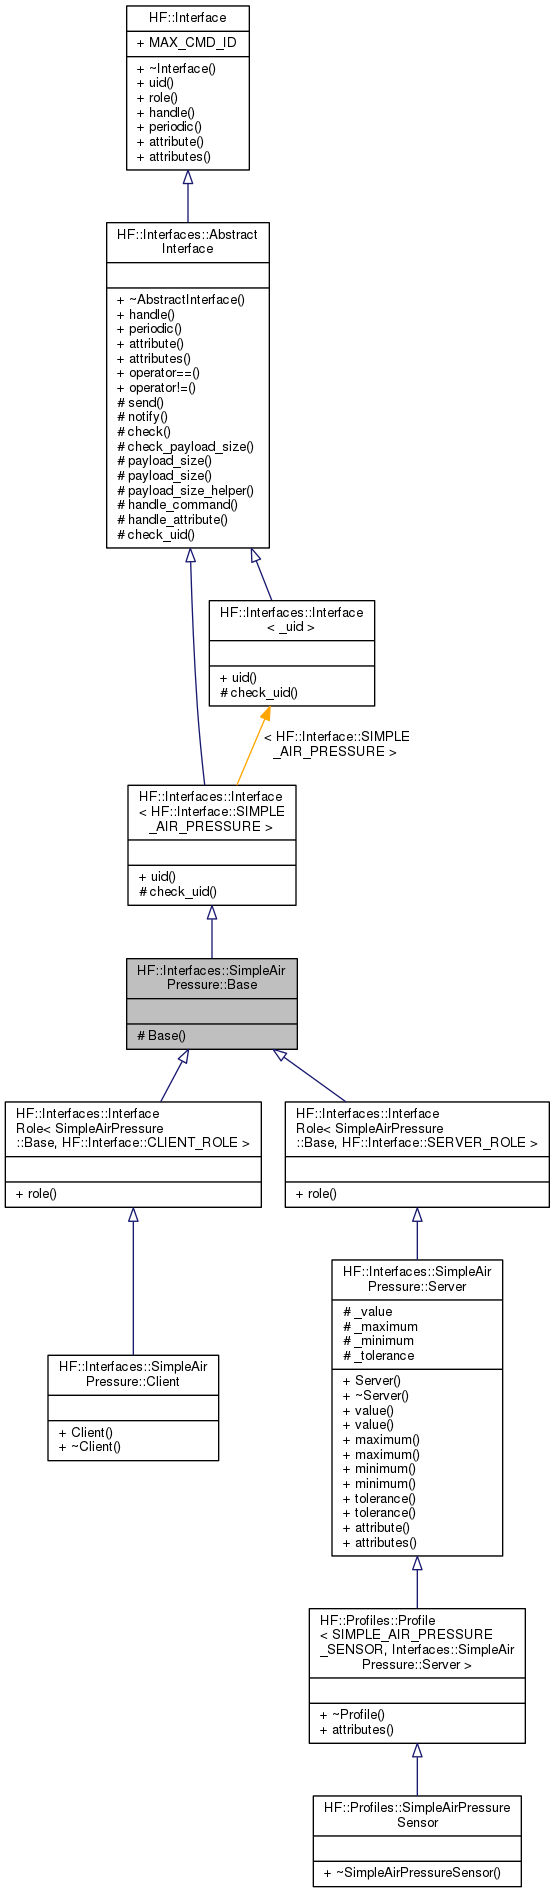 HF::Interface
+ MAX_CMD_ID
+ ~Interface()
+ uid()
+ role()
+ handle()
+ periodic()
+ attribute()
+ attributes()
HF::Interfaces::Abstract
Interface
+ ~AbstractInterface()
+ handle()
+ periodic()
+ attribute()
+ attributes()
+ operator==()
+ operator!=()
# send()
# notify()
# check()
# check_payload_size()
# payload_size()
# payload_size()
# payload_size_helper()
# handle_command()
# handle_attribute()
# check_uid()
HF::Interfaces::Interface
< _uid >
+ uid()
# check_uid()
< HF::Interface::SIMPLE
_AIR_PRESSURE >
HF::Interfaces::Interface
< HF::Interface::SIMPLE
_AIR_PRESSURE >
+ uid()
# check_uid()
HF::Interfaces::SimpleAir
Pressure::Base
# Base()
HF::Interfaces::Interface
Role< SimpleAirPressure
::Base, HF::Interface::CLIENT_ROLE >
+ role()
HF::Interfaces::Interface
Role< SimpleAirPressure
::Base, HF::Interface::SERVER_ROLE >
+ role()
HF::Interfaces::SimpleAir
Pressure::Client
+ Client()
+ ~Client()
HF::Interfaces::SimpleAir
Pressure::Server
# _value
# _maximum
# _minimum
# _tolerance
+ Server()
+ ~Server()
+ value()
+ value()
+ maximum()
+ maximum()
+ minimum()
+ minimum()
+ tolerance()
+ tolerance()
+ attribute()
+ attributes()
HF::Profiles::Profile
< SIMPLE_AIR_PRESSURE
_SENSOR, Interfaces::SimpleAir
Pressure::Server >
+ ~Profile()
+ attributes()
HF::Profiles::SimpleAirPressure
Sensor
+ ~SimpleAirPressureSensor()